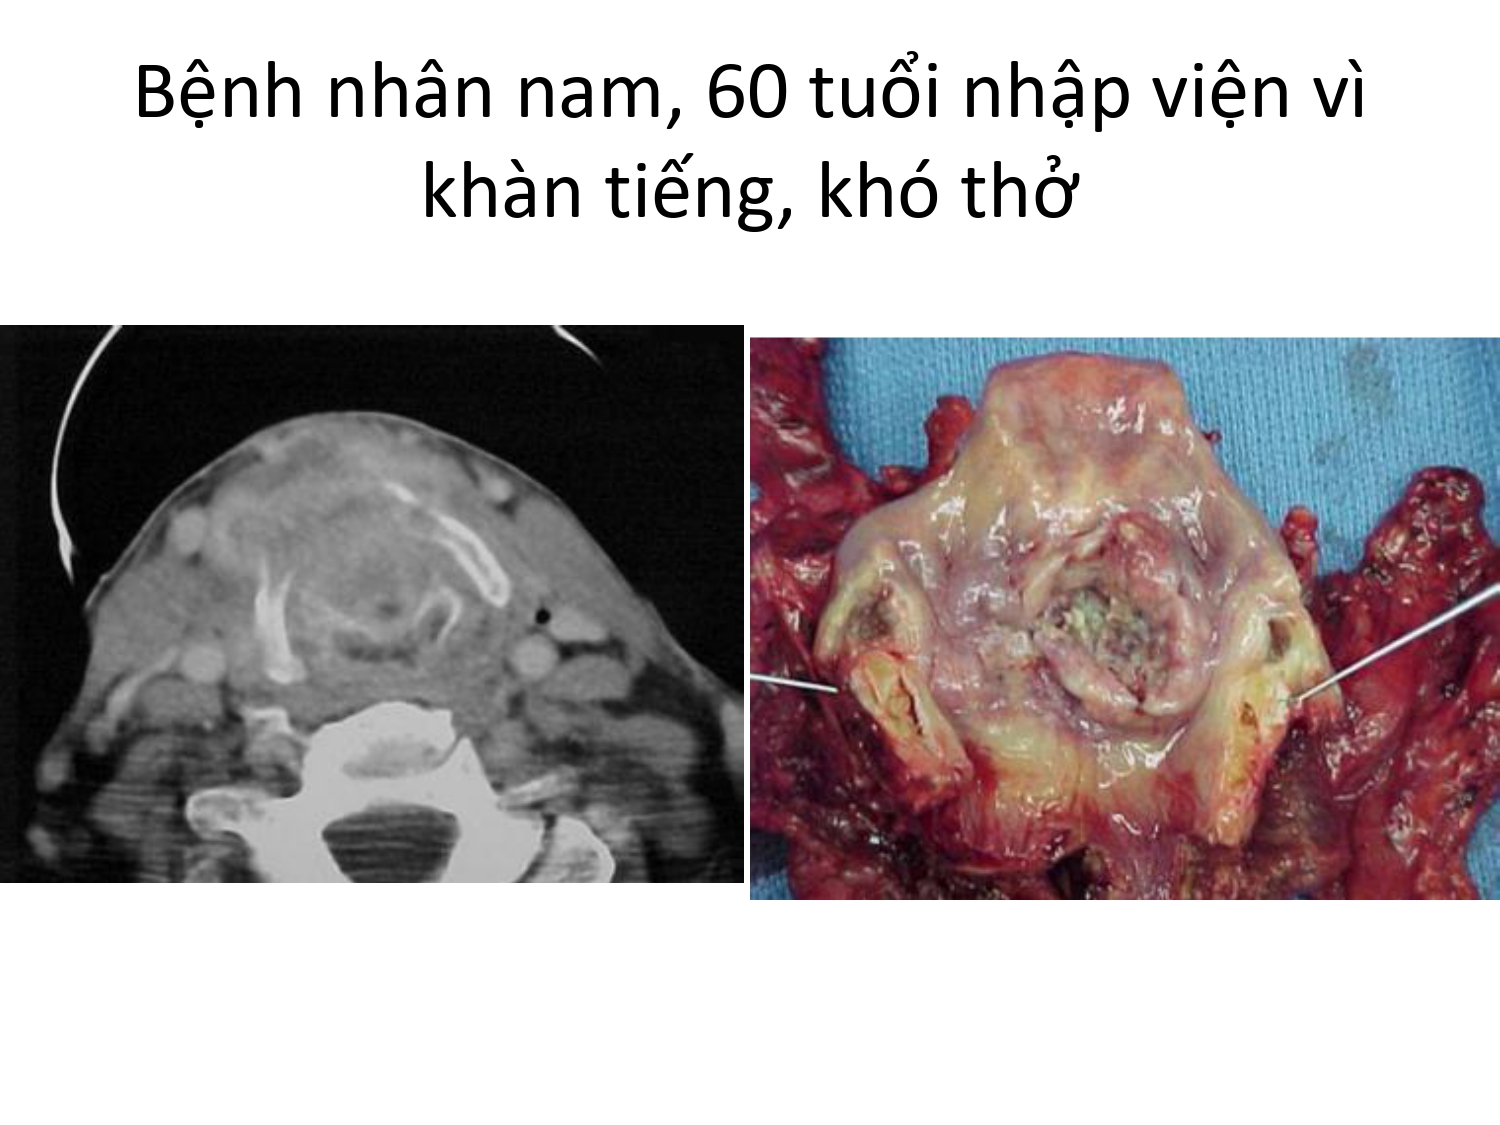 Bệnh nhân nam, 60 tuổi nhập viện vì
khàn tiếng, khó thở